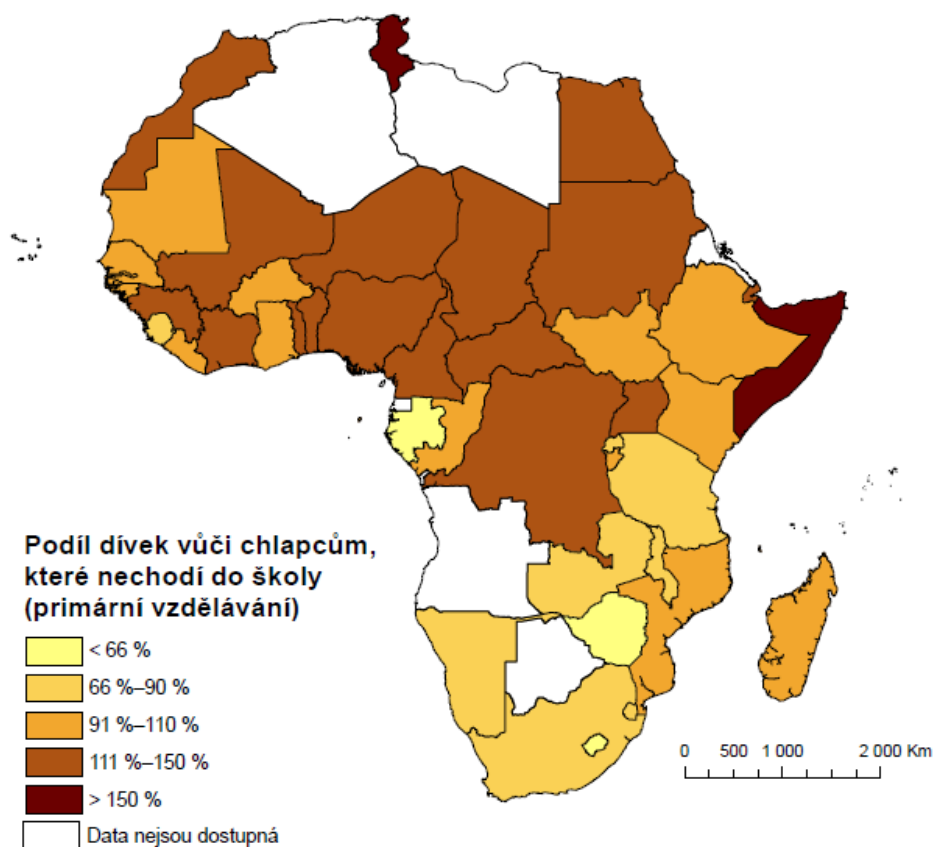 Podíl dívek vůči chlapcům,
které nechodí do školy
(primární vzdělávání)
< 66 %
66 %–90 %
91 %–110 %
111 %–150 %
> 150 %
Data nejsou dostupná
0 500 1 000 2 000 Km